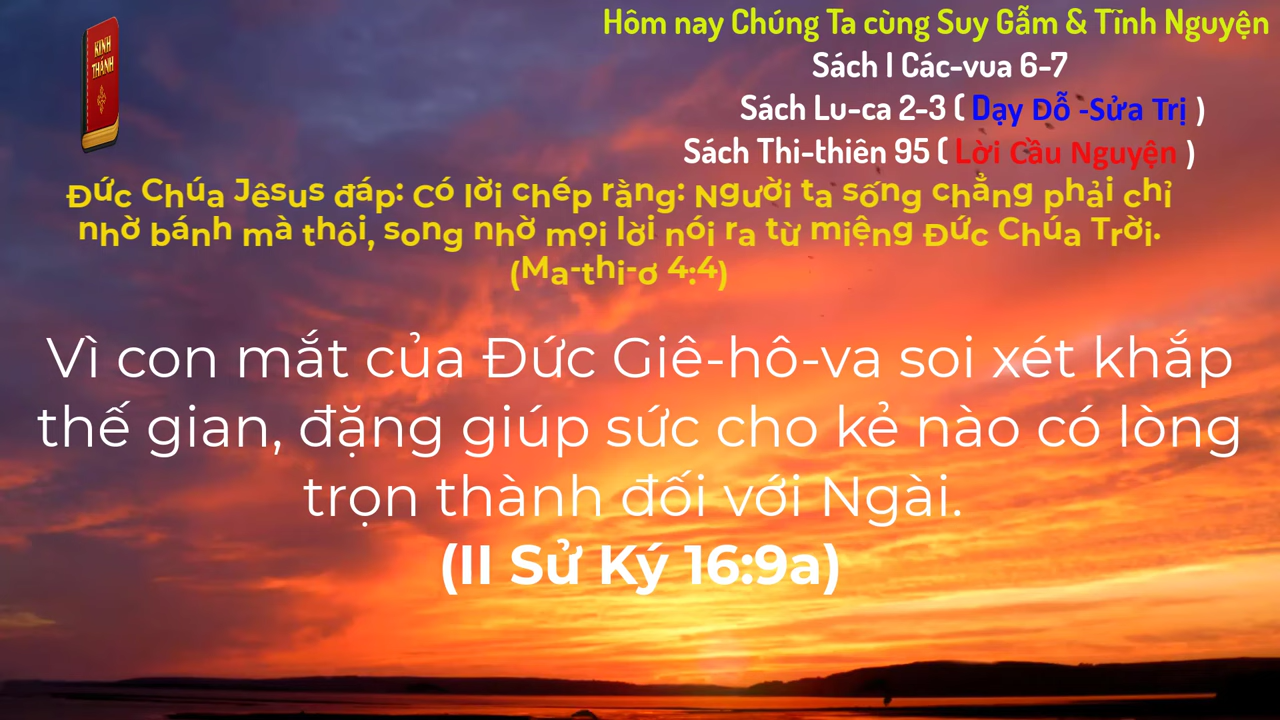 KINH
THÁNH
Hôm nay Chúng Ta cùng Suy Gẫm & Tĩnh Nguyện
Sách I Các-vua 6-7
Sách Lu-ca 2-3 ( Dạy Đỗ -Sửa Trị )
Sách Thi-thiên 95 ( Lời Cầu Nguyện )
Đức Chúa Jêsus đáp: Có lời chép rằng: Người ta sống chẳng phải chỉ
nhờ bánh mà thôi, song nhờ mọi lời nói ra từ miệng Đức Chúa Trời.
(Ma-thi-ơ 4:4)
Vì con mắt của Đức Giê-hô-va soi xét khắp
thế gian, đặng giúp sức cho kẻ nào có lòng
trọn thành đối với Ngài.
(II Sử Ký 16:9a)